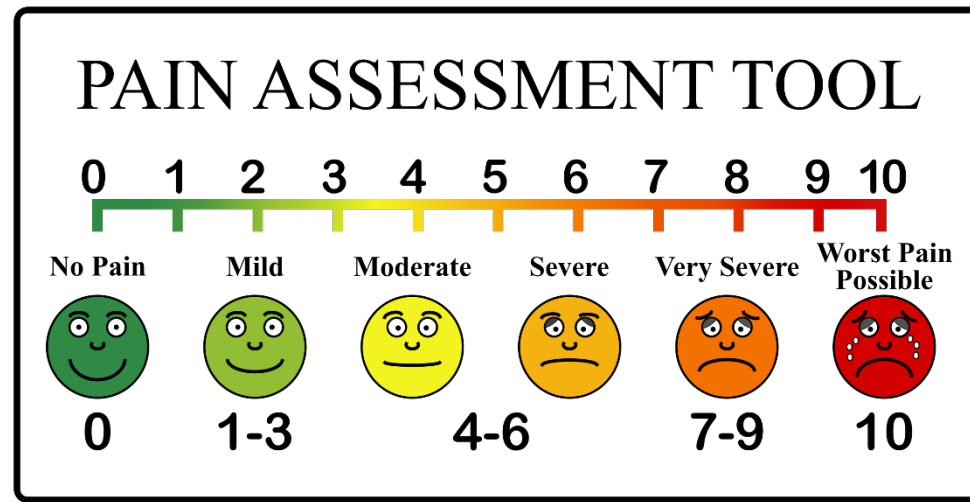 PAIN ASSESSMENT TOOL
0 1 2 3 4 5 6 7 8 9 10
No Pain Mild Moderate Severe Very Severe Worst Pain
Possible
0 1-3 4-6 7-9 10